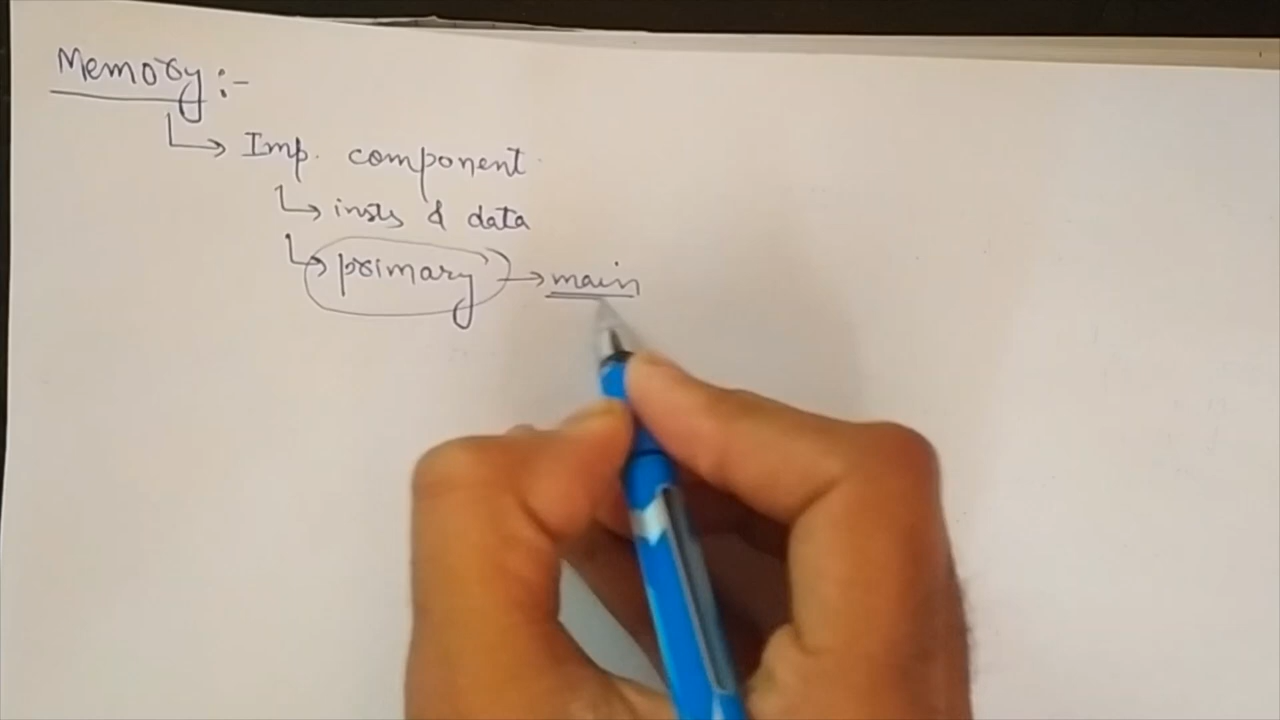 Memory :-
↳ Imp. component
↳ insts & data
↳ primary → main